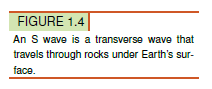 FIGURE 1.4
An S wave is a transverse wave that
travels through rocks under Earth's sur-
face.